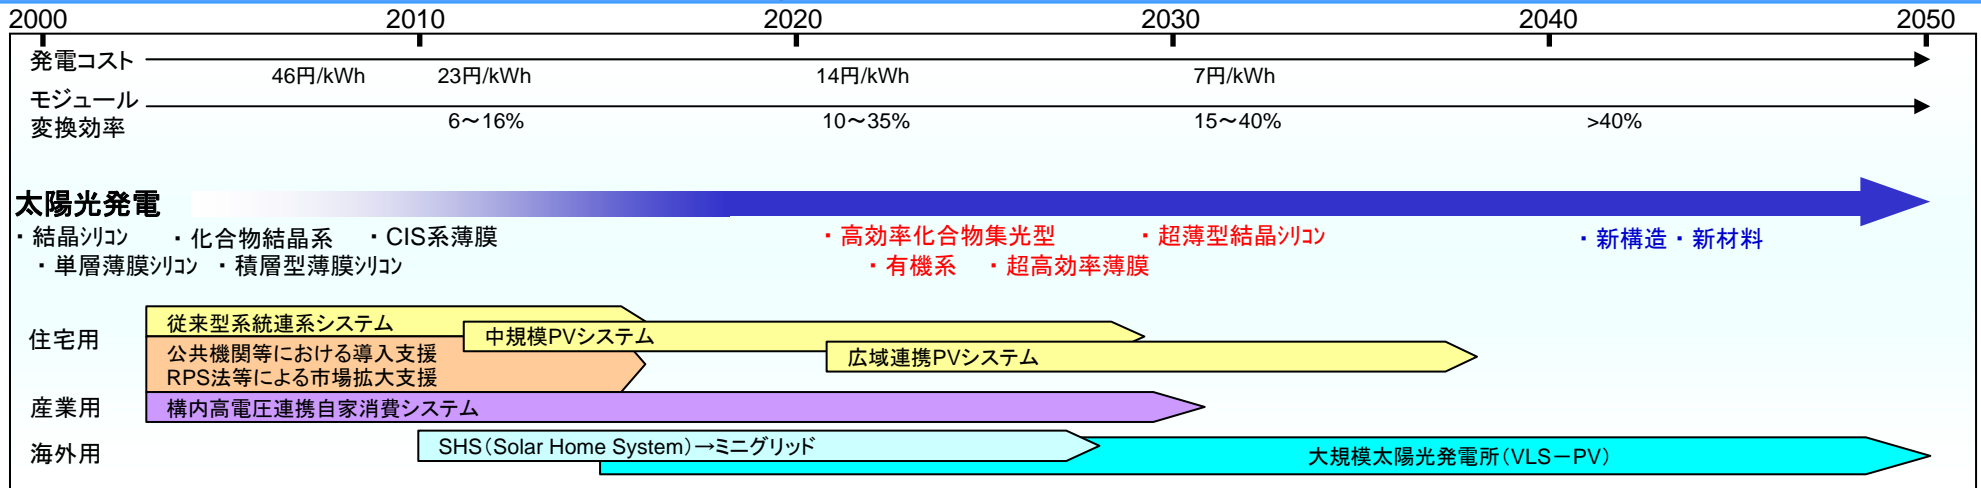 2000 2010 2020 2030 2040 2050
発電コスト
46円/kWh 23円/kWh 14円/kWh 7円/kWh
モジュール
変換効率
6～16% 10～35% 15～40% >40%
太陽光発電
・結晶シリコン ・化合物結晶系 ・CIS系薄膜 ・高効率化合物集光型 ・超薄型結晶シリコン ・新構造・新材料
・単層薄膜シリコン ・積層型薄膜シリコン ・有機系 ・超高効率薄膜
住宅用
従来型系統連系システム
中規模PVシステム
公共機関等における導入支援
RPS法等による市場拡大支援
広域連携PVシステム
産業用
構内高電圧連携自家消費システム
海外用
SHS(Solar Home System)→ミニグリッド
大規模太陽光発電所(VLS－PV)